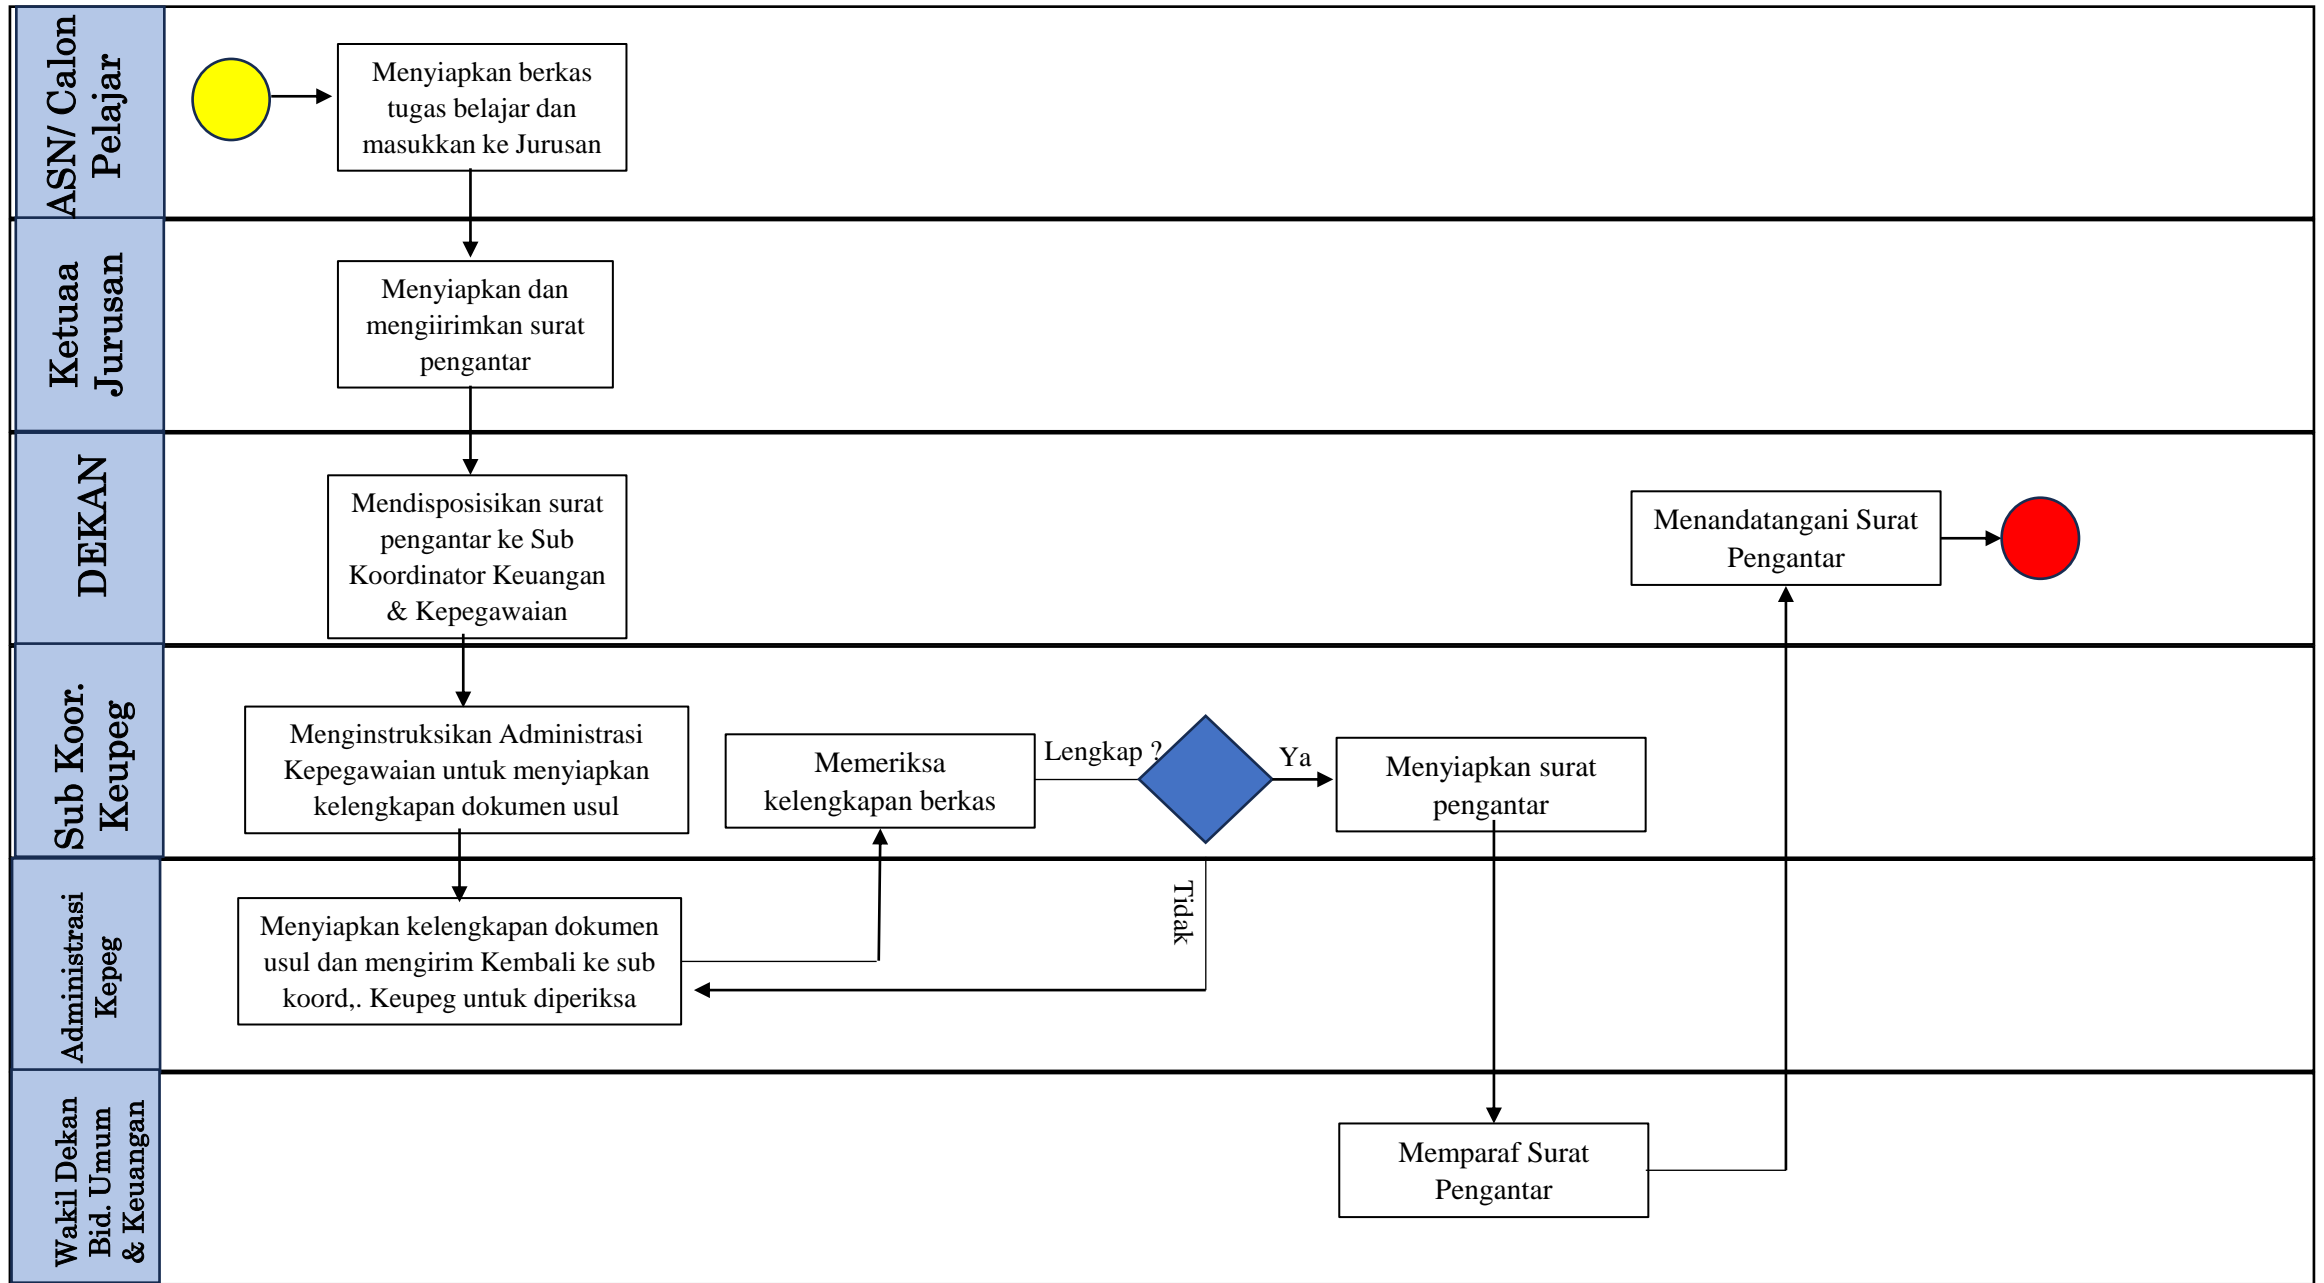 ASN/ Calon
Pelajar
Menyiapkan berkas
tugas belajar dan
masukkan ke Jurusan
Ketuaa
Jurusan
Menyiapkan dan
mengiirimkan surat
pengantar
DEKAN
Mendisposisikan surat
pengantar ke Sub
Koordinator Keuangan
& Kepegawaian
Menandatangani Surat
Pengantar
Sub Koor.
Keupeg
Menginstruksikan Administrasi
Kepegawaian untuk menyiapkan
kelengkapan dokumen usul
Memeriksa
kelengkapan berkas
Lengkap ?
Ya
Menyiapkan surat
pengantar
Administrasi
Kepeg
Menyiapkan kelengkapan dokumen
usul dan mengirim Kembali ke sub
koord,. Keupeg untuk diperiksa
Tidak
Wakil Dekan
Bid. Umum
& Keuangan
Memparaf Surat
Pengantar